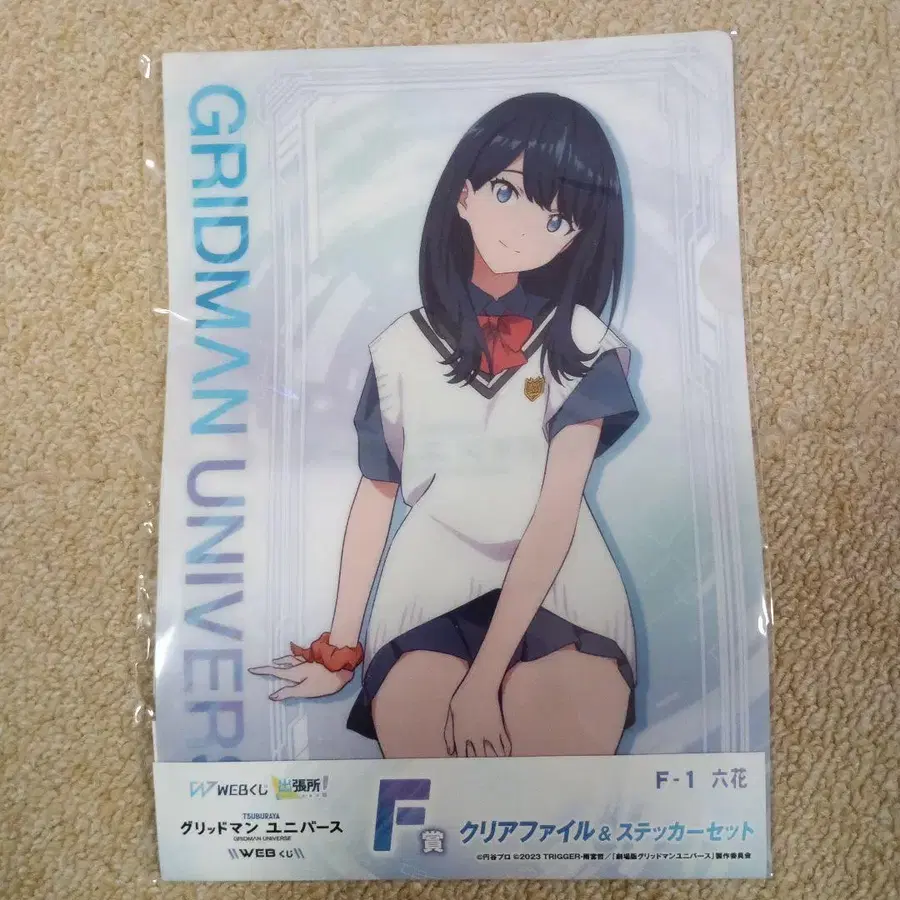 GRIDMAN UNIVERS
WEBくじ 出張所!
F-1 六花
TSUBURAYA
グリッドマン ユニバース
GRIDMAN UNIVERSE
WEBくじ
F賞 クリアファイル&ステッカーセット
©円谷プロ ©2023 TRIGGER・雨宮哲/「劇場版グリッドマンユニバース」製作委員会